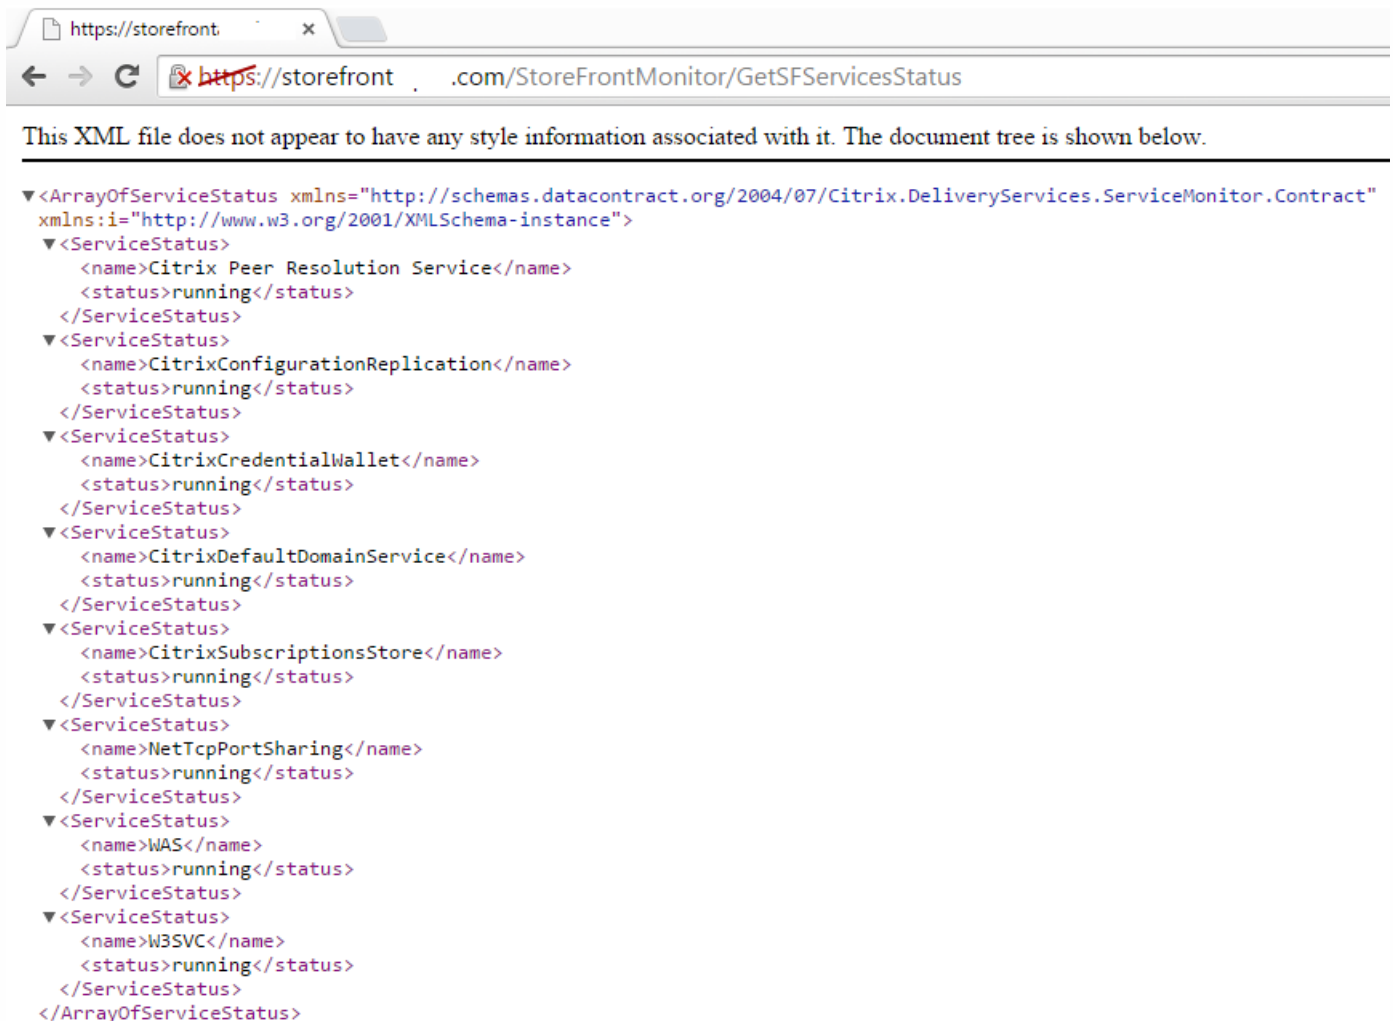 https://storefront
https://storefront .com/StoreFrontMonitor/GetSFServicesStatus
This XML file does not appear to have any style information associated with it. The document tree is shown below.
▼<ArrayOfServiceStatus xmlns="http://schemas.datacontract.org/2004/07/Citrix.DeliveryServices.ServiceMonitor.Contract"
xmlns:i="http://www.w3.org/2001/XMLSchema-instance">
▼<ServiceStatus>
<name>Citrix Peer Resolution Service</name>
<status>running</status>
</ServiceStatus>
▼<ServiceStatus>
<name>CitrixConfigurationReplication</name>
<status>running</status>
</ServiceStatus>
▼<ServiceStatus>
<name>CitrixCredentialWallet</name>
<status>running</status>
</ServiceStatus>
▼<ServiceStatus>
<name>CitrixDefaultDomainService</name>
<status>running</status>
</ServiceStatus>
▼<ServiceStatus>
<name>CitrixSubscriptionsStore</name>
<status>running</status>
</ServiceStatus>
▼<ServiceStatus>
<name>NetTcpPortSharing</name>
<status>running</status>
</ServiceStatus>
▼<ServiceStatus>
<name>WAS</name>
<status>running</status>
</ServiceStatus>
▼<ServiceStatus>
<name>W3SVC</name>
<status>running</status>
</ServiceStatus>
</ArrayOfServiceStatus>